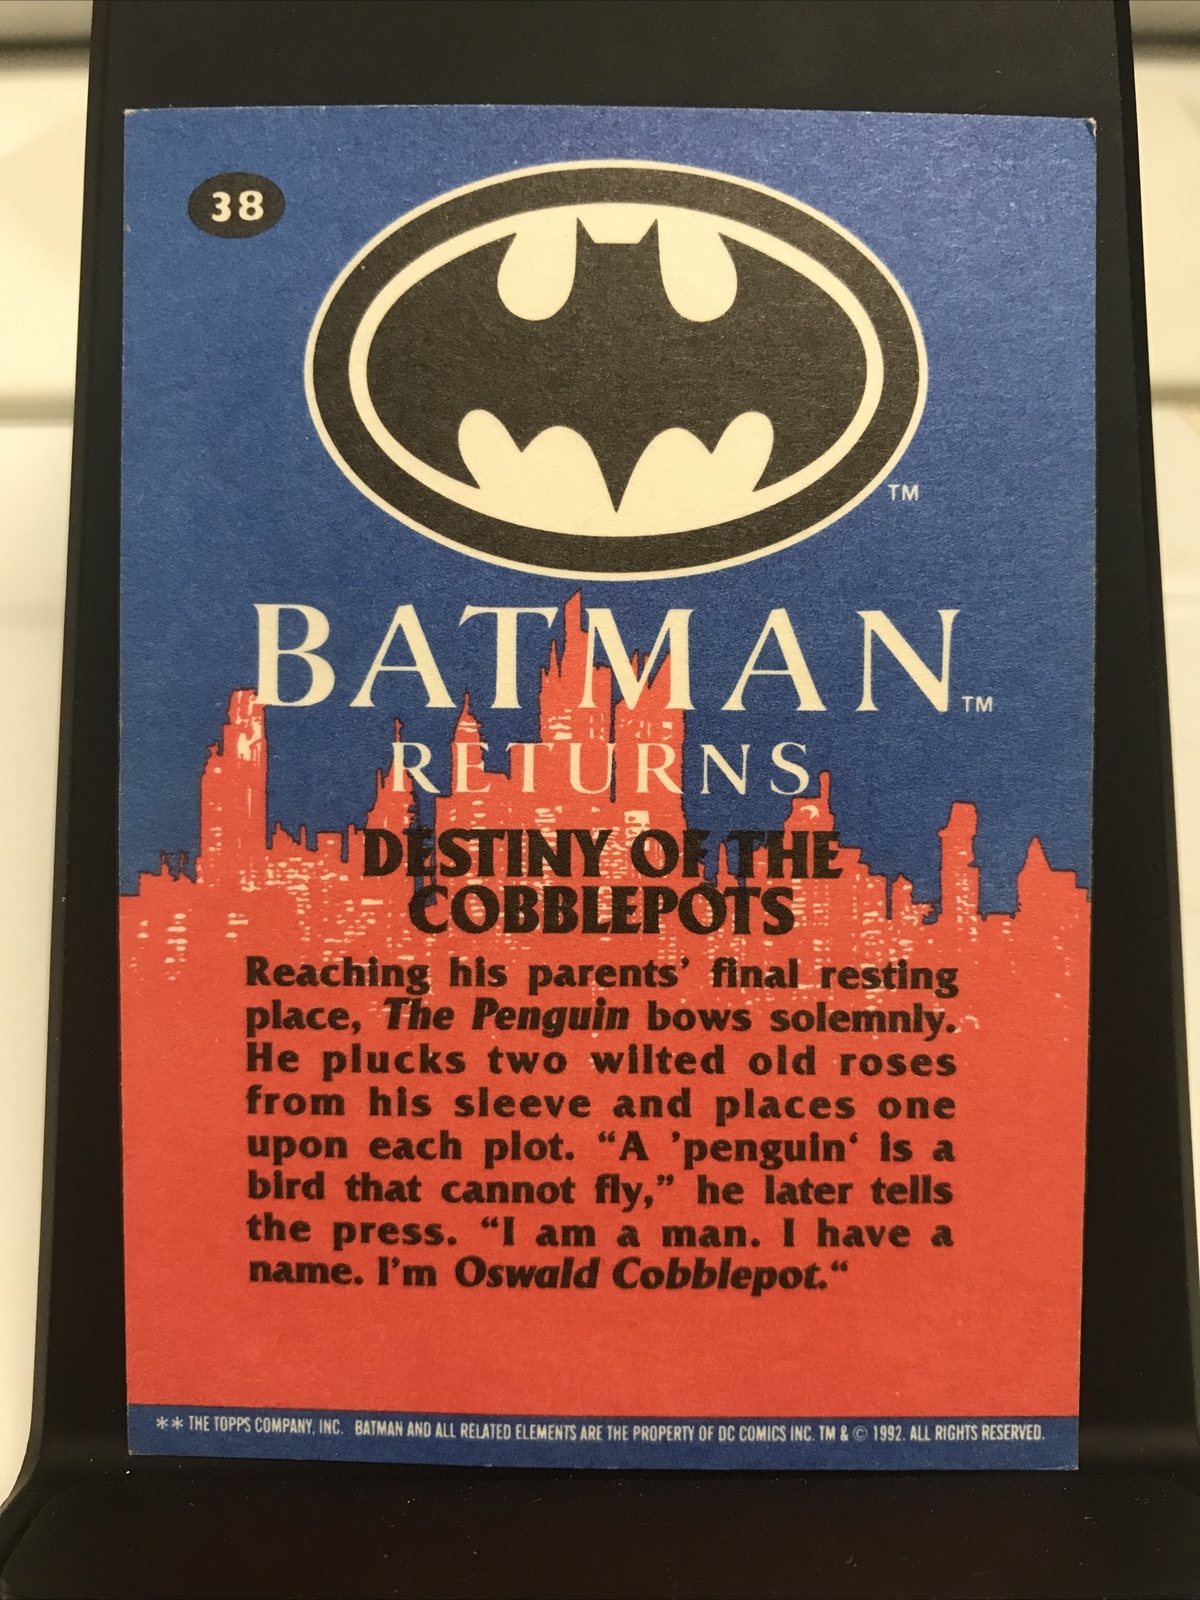 38
TM
BATMAN TM
RETURNS
DESTINY OF THE
COBBLEPOTS
Reaching his parents’ final resting
place, The Penguin bows solemnly.
He plucks two wilted old roses
from his sleeve and places one
upon each plot. “A ’penguin‘ is a
bird that cannot fly,” he later tells
the press. “I am a man. I have a
name. I'm Oswald Cobblepot.“
** THE TOPPS COMPANY, INC. BATMAN AND ALL RELATED ELEMENTS ARE THE PROPERTY OF DC COMICS INC. TM & © 1992. ALL RIGHTS RESERVED.